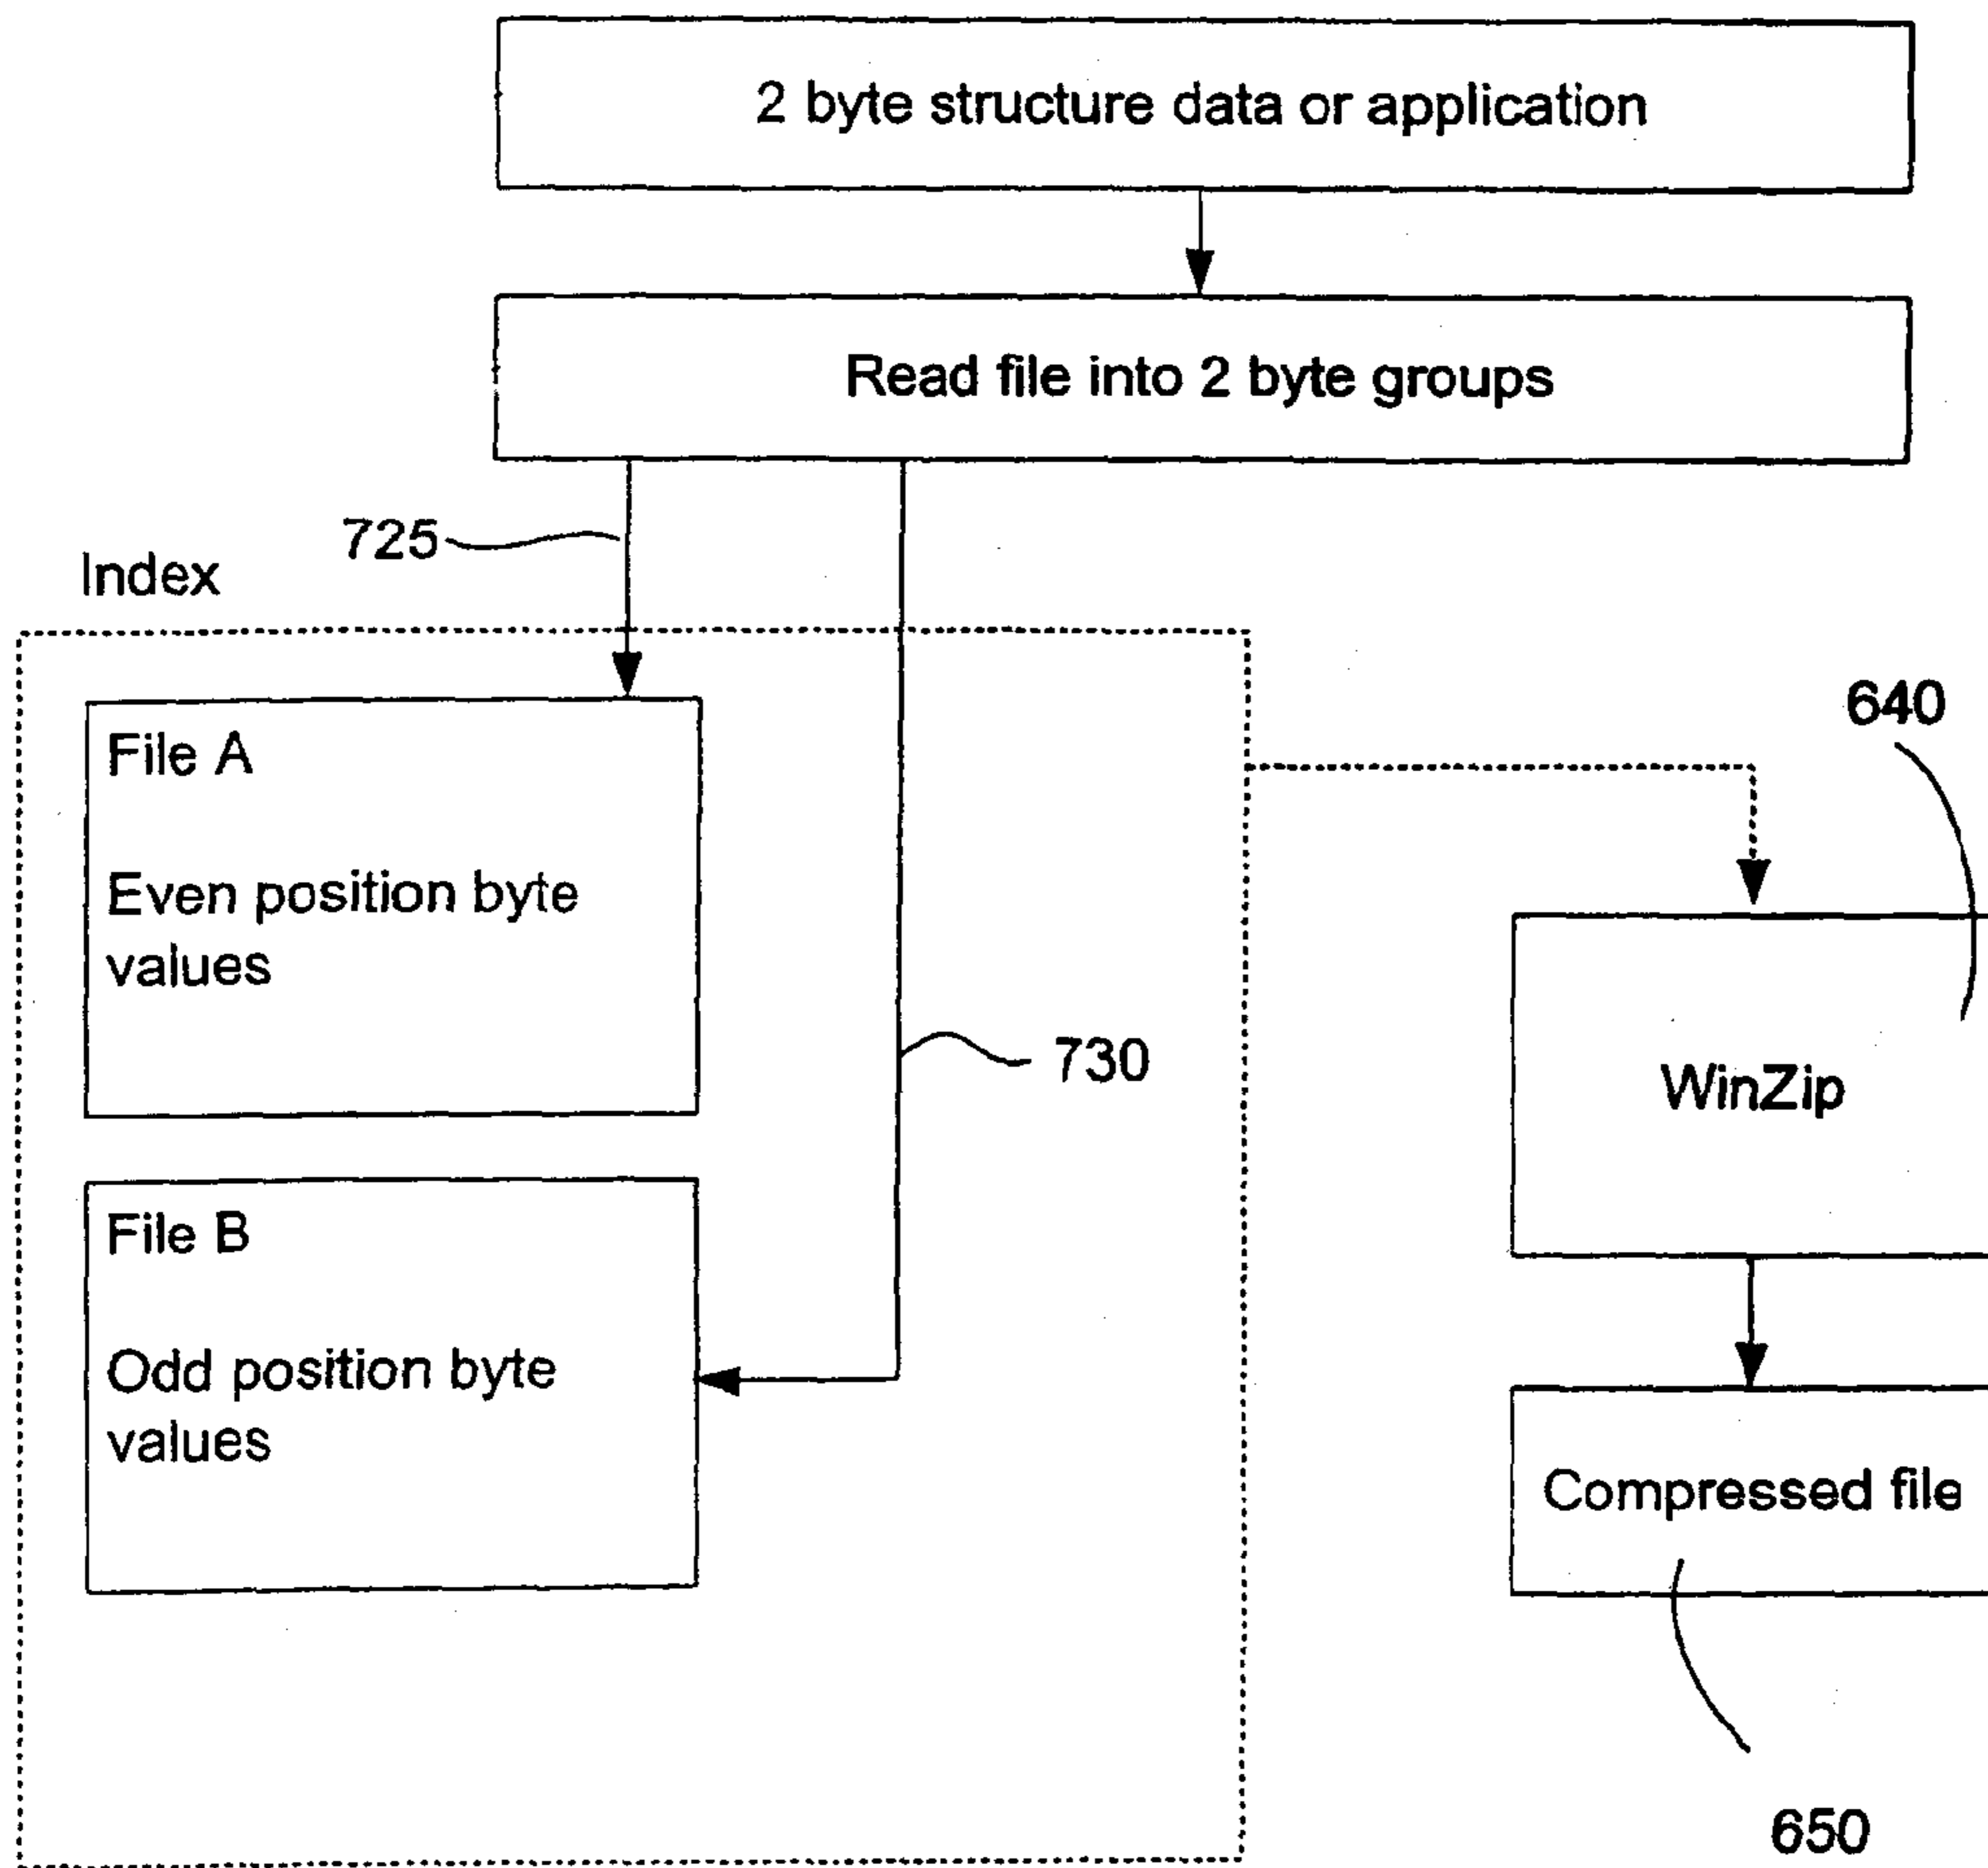 2 byte structure data or application
Read file into 2 byte groups
725
Index
File A
Even position byte
values
640
730
WinZip
File B
Odd position byte
values
Compressed file
650